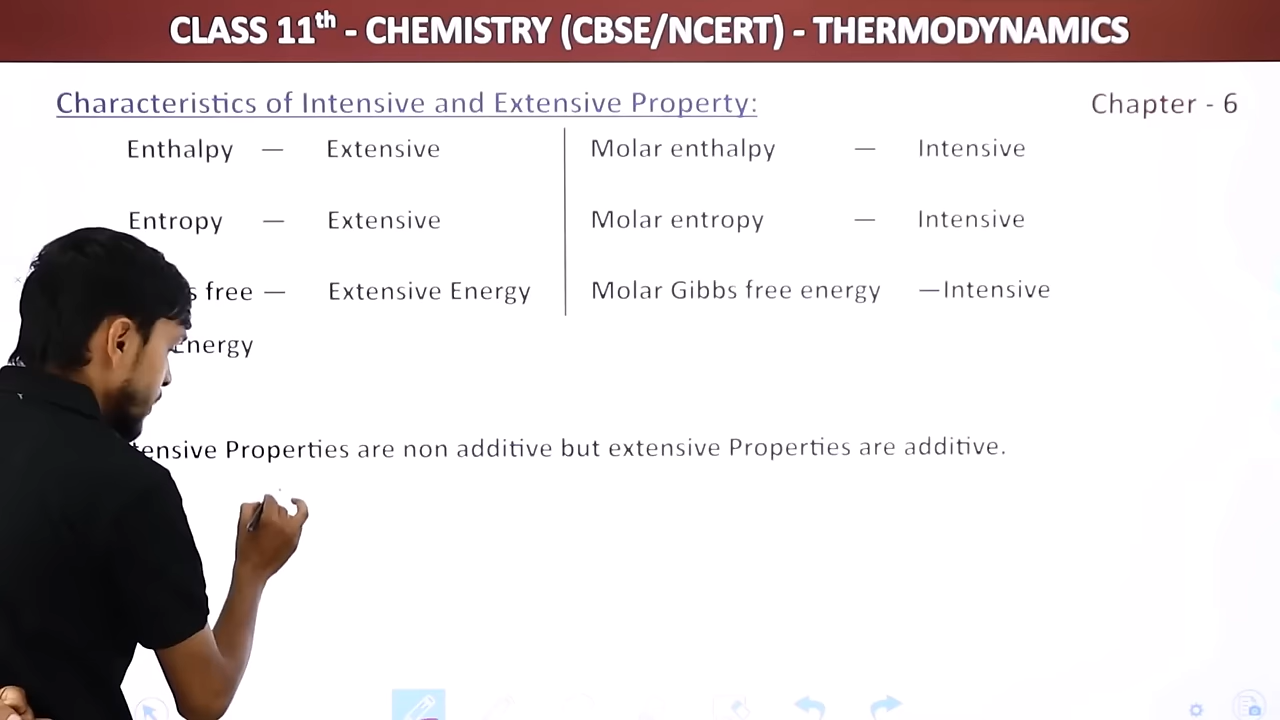 CLASS 11th - CHEMISTRY (CBSE/NCERT) - THERMODYNAMICS
Characteristics of Intensive and Extensive Property: Chapter - 6
Enthalpy — Extensive Molar enthalpy — Intensive
Entropy — Extensive Molar entropy — Intensive
free — Extensive Energy Molar Gibbs free energy —Intensive
Energy
Properties are non additive but extensive Properties are additive.